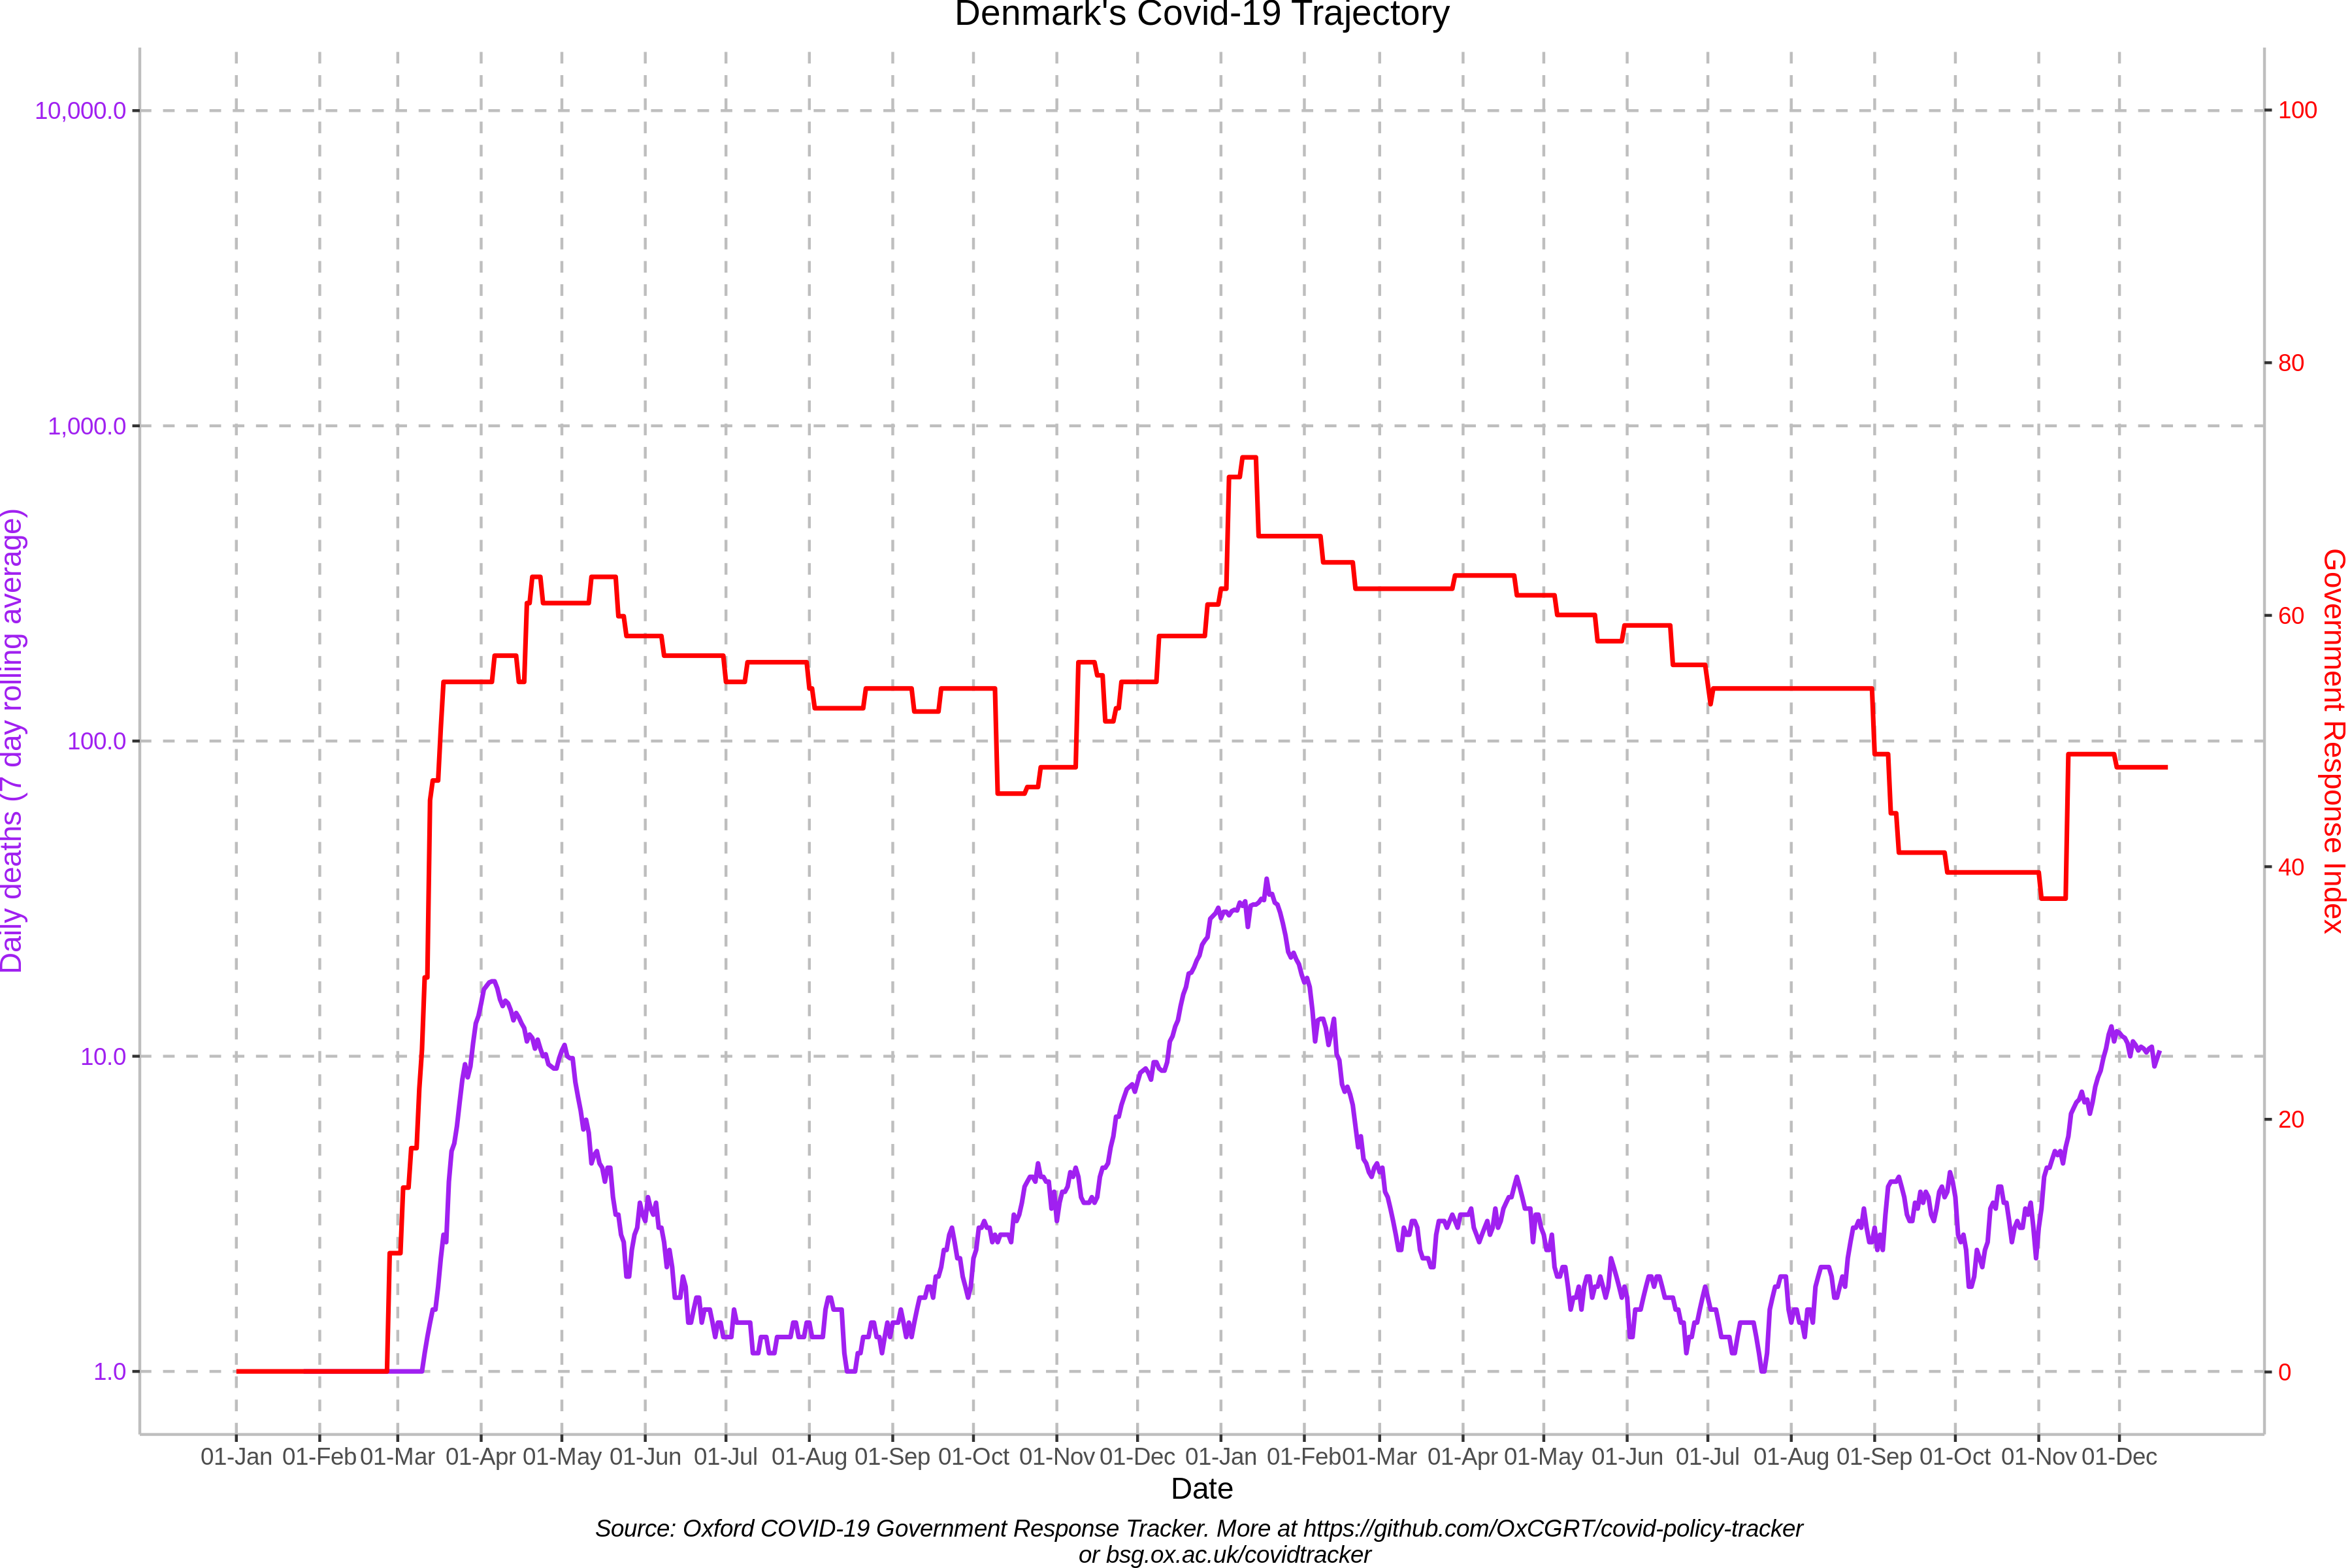 Denmark's Covid-19 Trajectory
10,000.0
1,000.0
100.0
10.0
1.0
Daily deaths (7 day rolling average)
100
80
60
40
20
0
Government Response Index
01-Jan 01-Feb 01-Mar 01-Apr 01-May 01-Jun 01-Jul 01-Aug 01-Sep 01-Oct 01-Nov 01-Dec 01-Jan 01-Feb 01-Mar 01-Apr 01-May 01-Jun 01-Jul 01-Aug 01-Sep 01-Oct 01-Nov 01-Dec
Date
Source: Oxford COVID-19 Government Response Tracker. More at https://github.com/OxCGRT/covid-policy-tracker
or bsg.ox.ac.uk/covidtracker